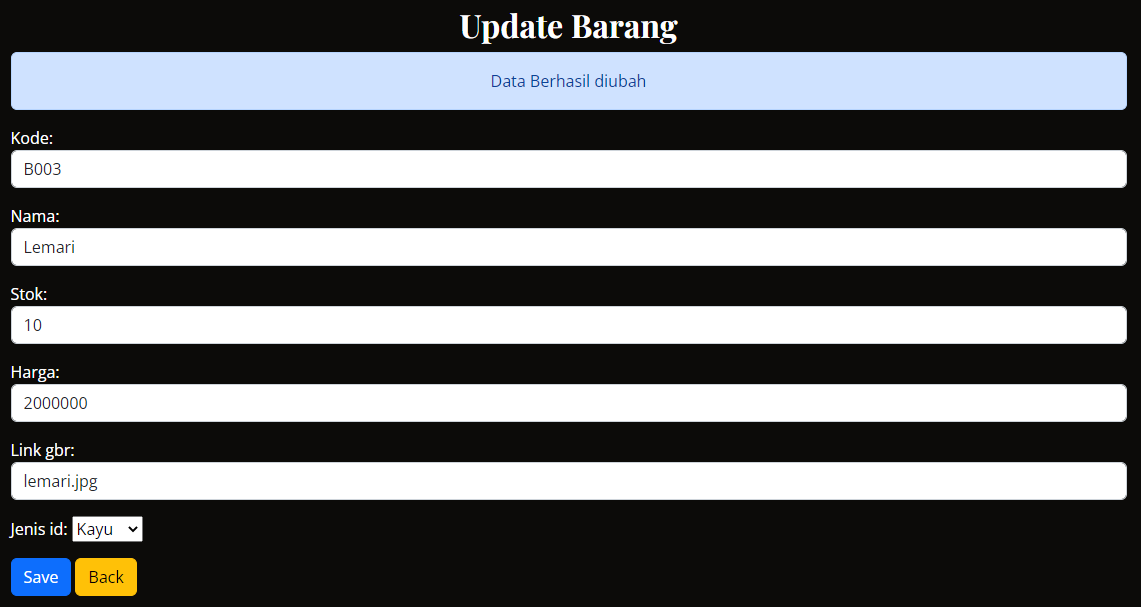 Update Barang
Data Berhasil diubah
Kode:
B003
Nama:
Lemari
Stok:
10
Harga:
2000000
Link gbr:
lemari.jpg
Jenis id: Kayu
Save Back